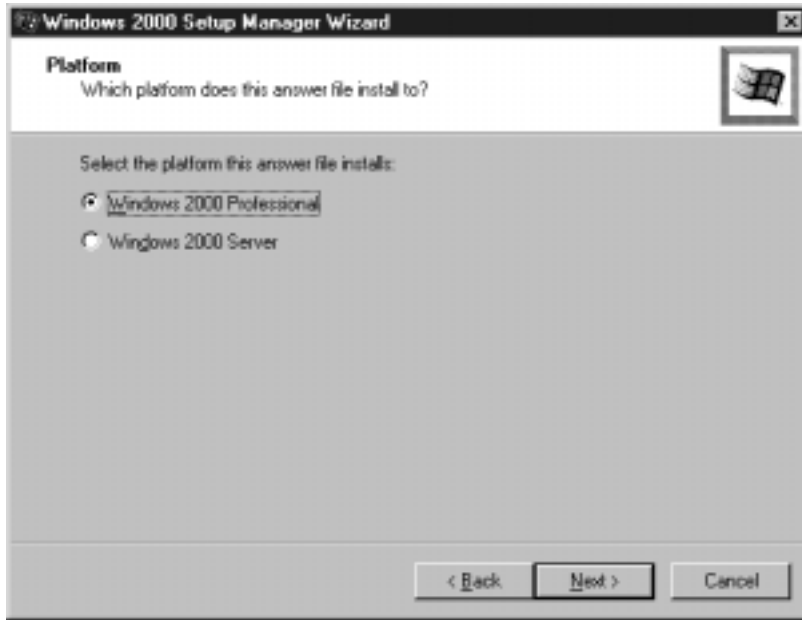 Windows 2000 Setup Manager Wizard
Platform
Which platform does this answer file install to?
Select the platform this answer file installs:
Windows 2000 Professional
Windows 2000 Server
< Back
Next >
Cancel